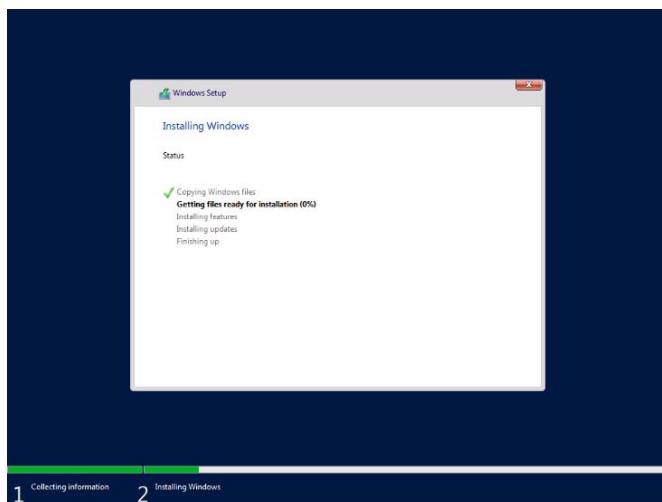 Windows Setup
Installing Windows
Status
Copying Windows files
Getting files ready for installation (0%)
Installing features
Installing updates
Finishing up
1 Collecting information
2 Installing Windows